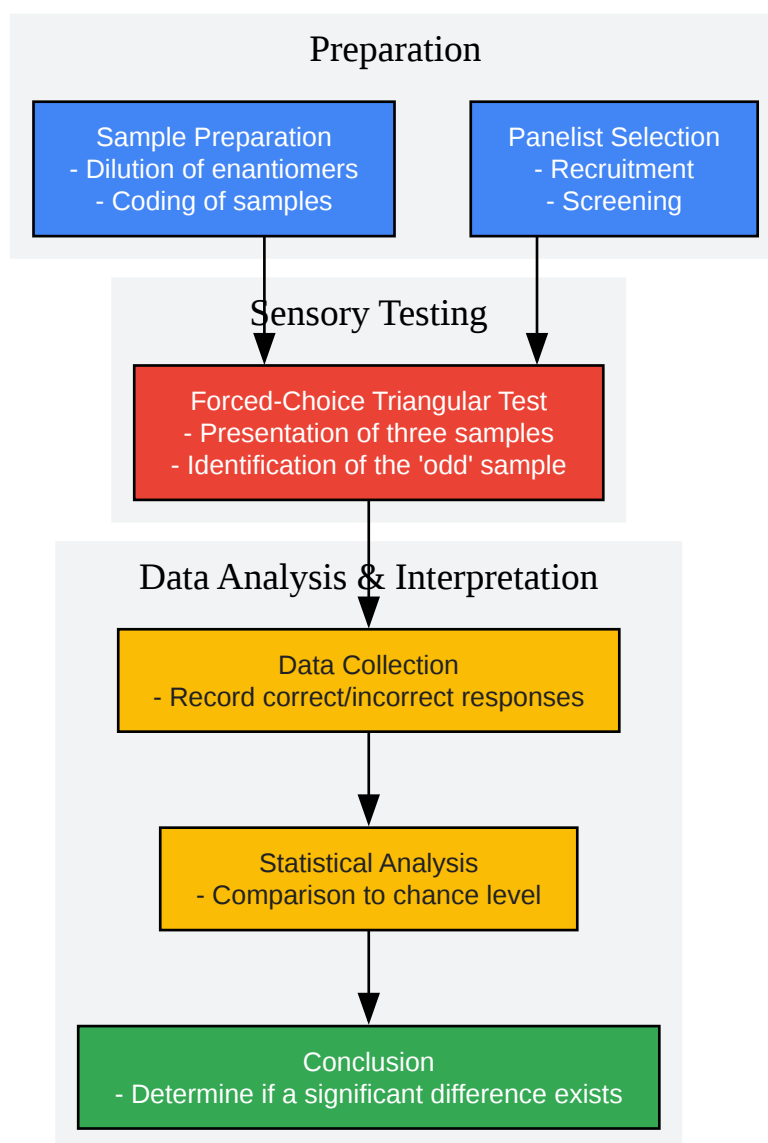 Preparation
Sample Preparation
- Dilution of enantiomers
- Coding of samples
Panelist Selection
- Recruitment
- Screening
Sensory Testing
Forced-Choice Triangular Test
- Presentation of three samples
- Identification of the 'odd' sample
Data Analysis & Interpretation
Data Collection
- Record correct/incorrect responses
Statistical Analysis
- Comparison to chance level
Conclusion
- Determine if a significant difference exists